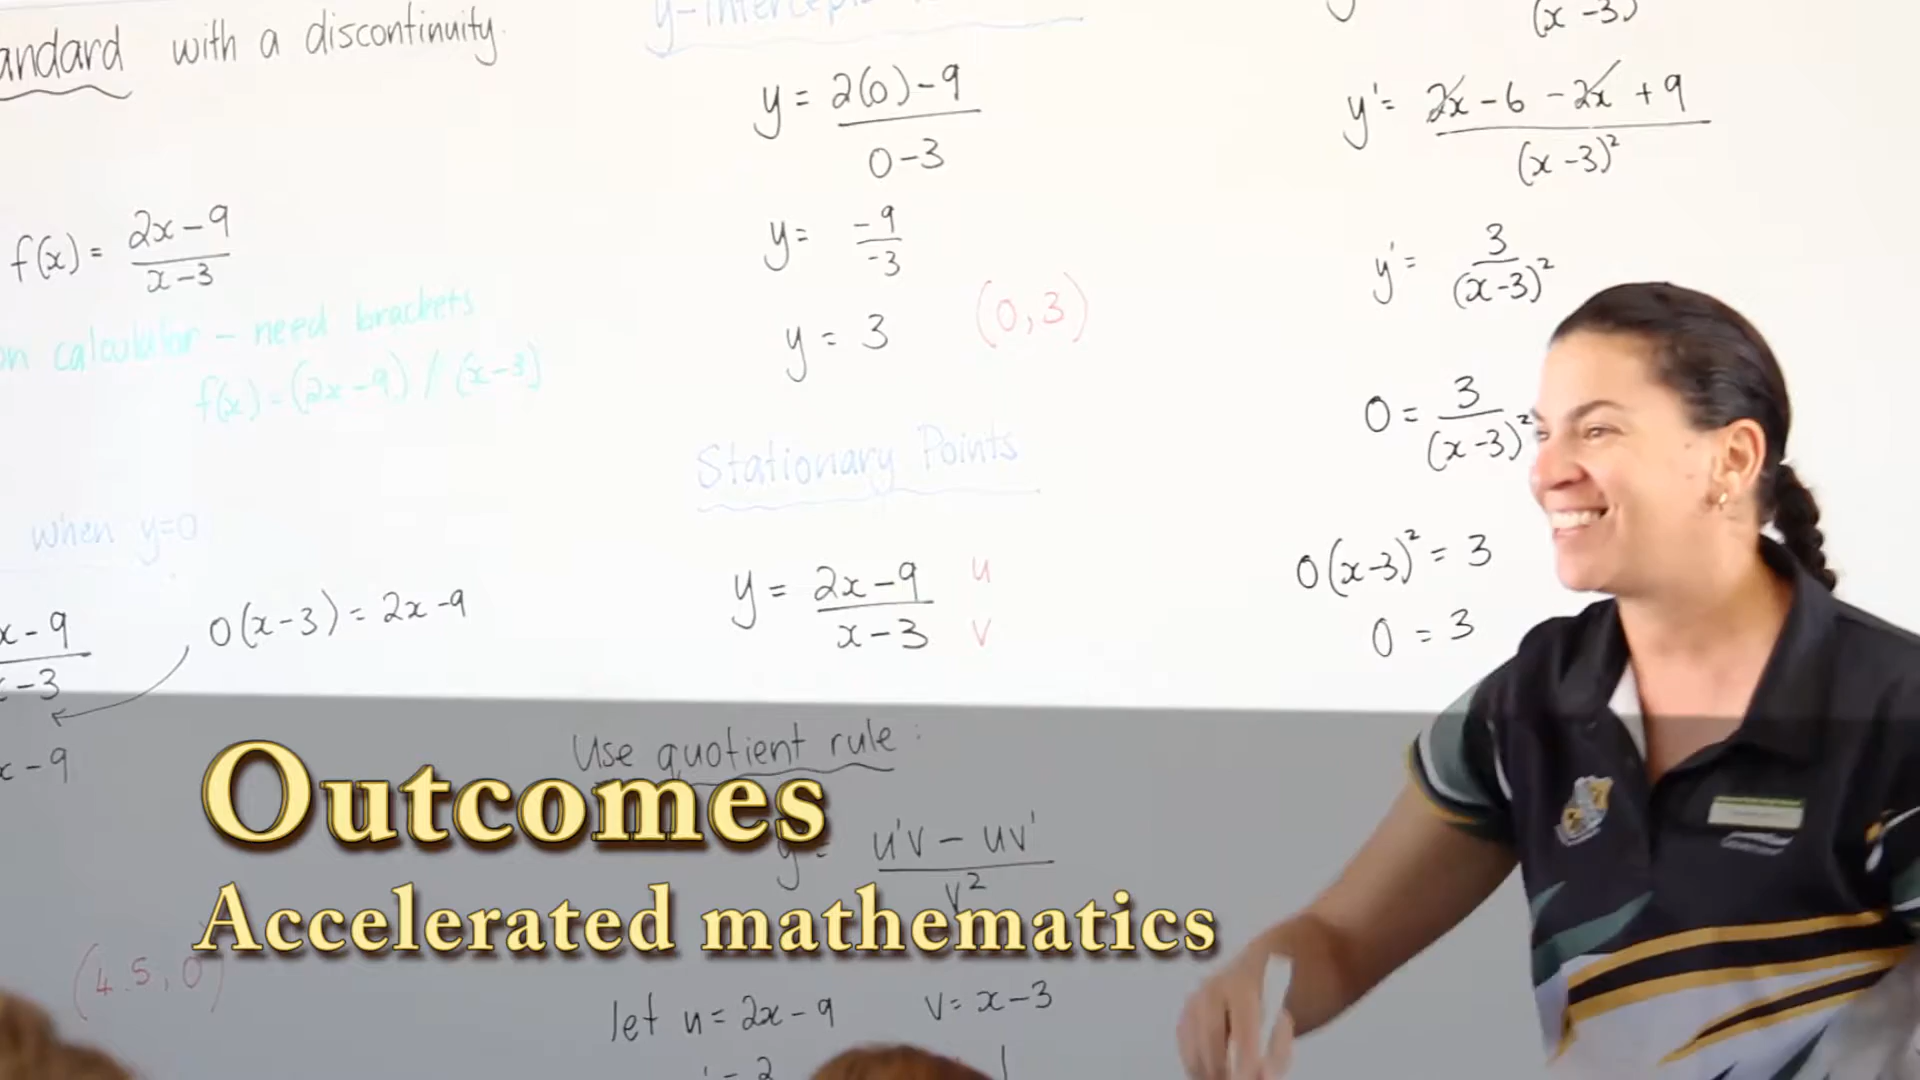 andard with a discontinuity.
f(x) = 2x-9
x-3
on calculator - need brackets
f(x) = (2x-9) / (x-3)
when y=0
x-9
x-3
0(x-3) = 2x-9
x-9
(4.5, 0)
y-intercept
y = 2(0)-9
0-3
y = -9
-3
y = 3 (0,3)
Stationary Points
y = 2x-9 u
x-3 v
Use quotient rule:
y' = u'v - uv'
v²
let u = 2x-9 v = x-3
(x-3)
y' = 2x-6-2x+9
(x-3)²
y' = 3
(x-3)²
0 = 3
(x-3)²
0(x-3)² = 3
0 = 3
Outcomes
Accelerated mathematics